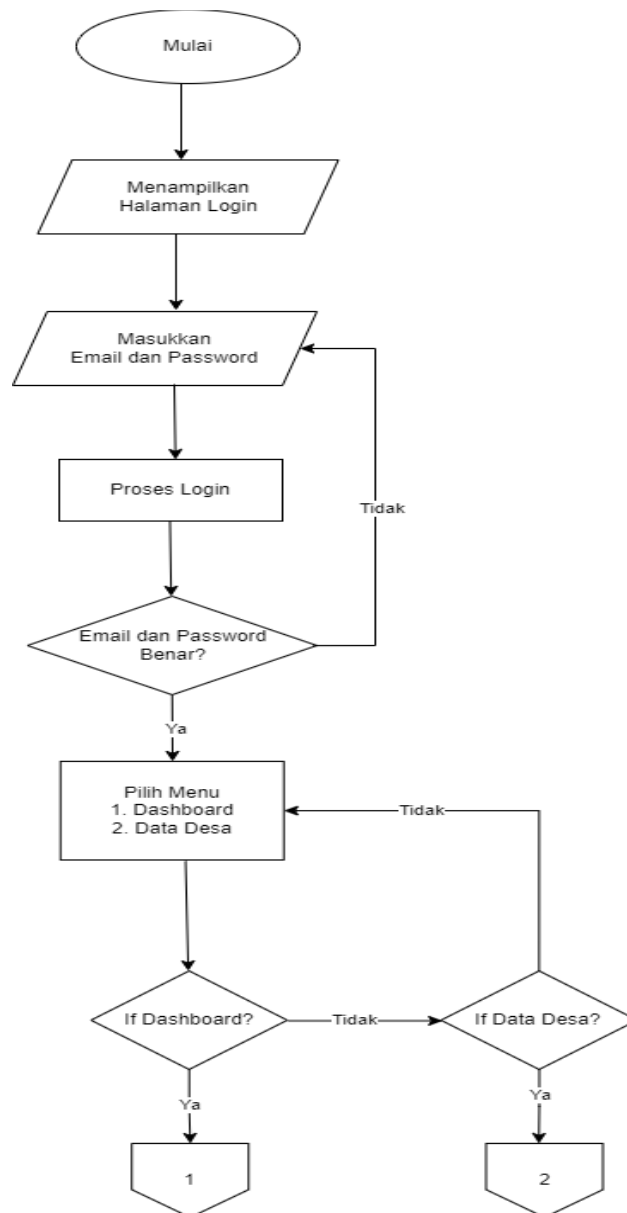 Mulai
Menampilkan
Halaman Login
Masukkan
Email dan Password
Proses Login
Tidak
Email dan Password
Benar?
Ya
Pilih Menu
1. Dashboard
2. Data Desa
Tidak
If Dashboard?
Tidak
If Data Desa?
Ya
Ya
1
2